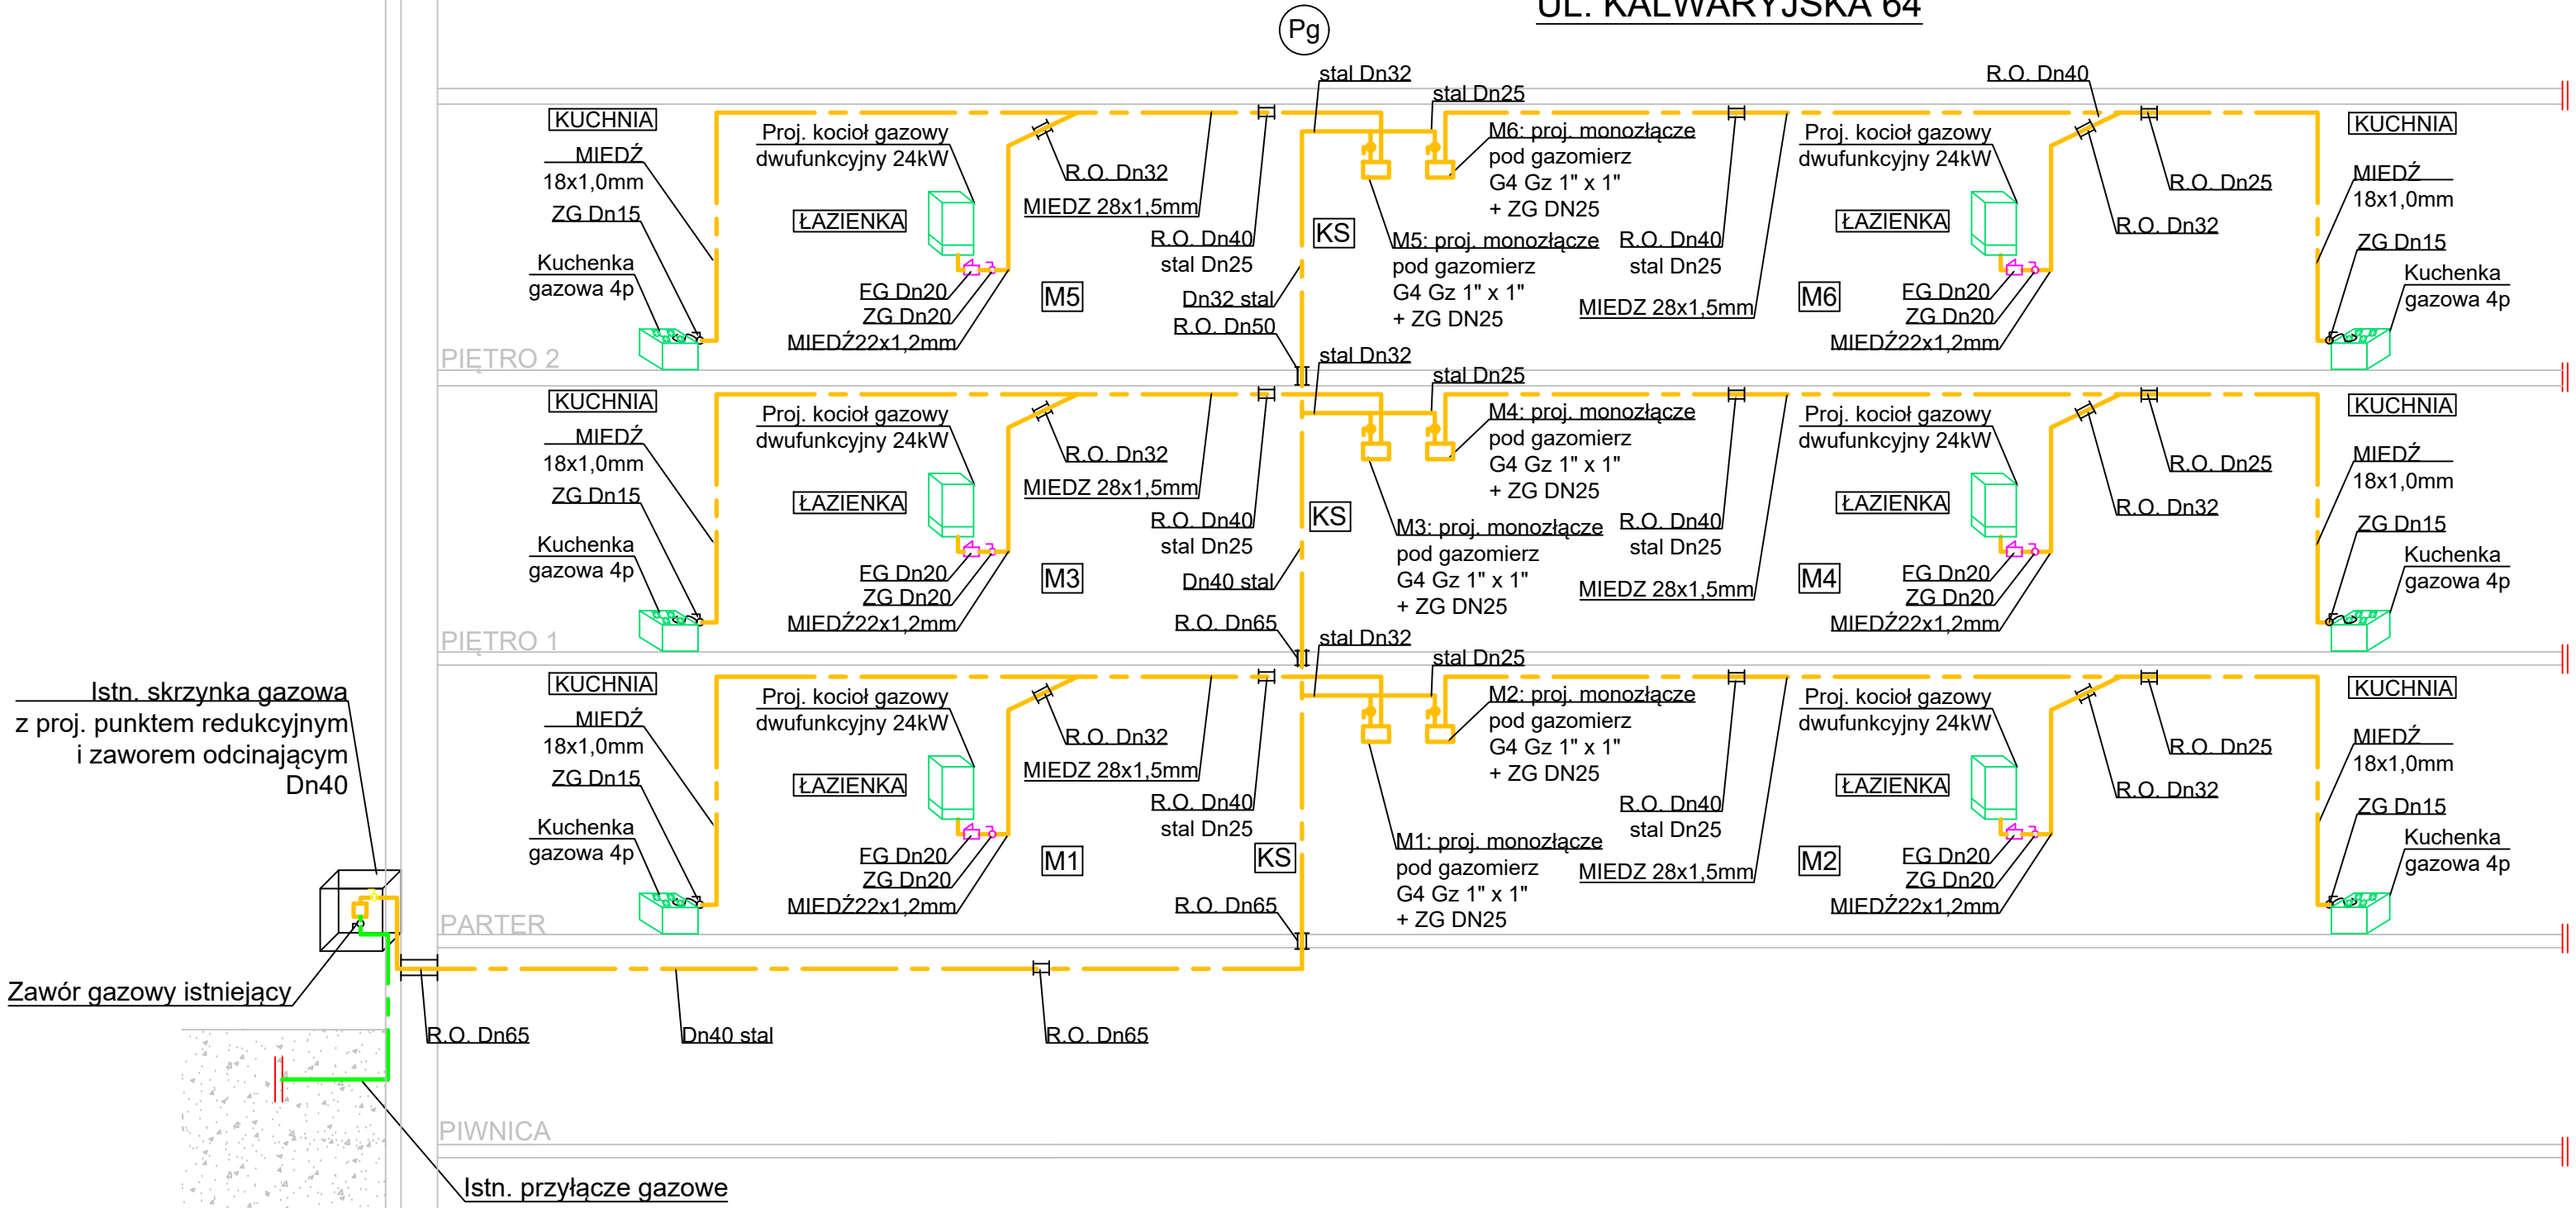 UL. KALWARYJSKA 64
Pg
stal Dn32
stal Dn25
R.O. Dn40
KUCHNIA
MIEDŹ
18x1,0mm
ZG Dn15
Kuchenka
gazowa 4p
Proj. kocioł gazowy
dwufunkcyjny 24kW
ŁAZIENKA
FG Dn20
ZG Dn20
MIEDŹ22x1,2mm
R.O. Dn32
MIEDZ 28x1,5mm
M5
R.O. Dn40
stal Dn25
KS
Dn32 stal
R.O. Dn50
M6: proj. monozłącze
pod gazomierz
G4 Gz 1" x 1"
+ ZG DN25
M5: proj. monozłącze
pod gazomierz
G4 Gz 1" x 1"
+ ZG DN25
R.O. Dn40
stal Dn25
MIEDZ 28x1,5mm
Proj. kocioł gazowy
dwufunkcyjny 24kW
ŁAZIENKA
M6
FG Dn20
ZG Dn20
MIEDŹ22x1,2mm
R.O. Dn25
R.O. Dn32
KUCHNIA
MIEDŹ
18x1,0mm
ZG Dn15
Kuchenka
gazowa 4p
PIĘTRO 2
stal Dn32
stal Dn25
KUCHNIA
MIEDŹ
18x1,0mm
ZG Dn15
Kuchenka
gazowa 4p
Proj. kocioł gazowy
dwufunkcyjny 24kW
ŁAZIENKA
FG Dn20
ZG Dn20
MIEDŹ22x1,2mm
R.O. Dn32
MIEDZ 28x1,5mm
M3
R.O. Dn40
stal Dn25
KS
Dn40 stal
R.O. Dn65
M4: proj. monozłącze
pod gazomierz
G4 Gz 1" x 1"
+ ZG DN25
M3: proj. monozłącze
pod gazomierz
G4 Gz 1" x 1"
+ ZG DN25
R.O. Dn40
stal Dn25
MIEDZ 28x1,5mm
Proj. kocioł gazowy
dwufunkcyjny 24kW
ŁAZIENKA
M4
FG Dn20
ZG Dn20
MIEDŹ22x1,2mm
R.O. Dn25
R.O. Dn32
KUCHNIA
MIEDŹ
18x1,0mm
ZG Dn15
Kuchenka
gazowa 4p
PIĘTRO 1
stal Dn32
stal Dn25
KUCHNIA
MIEDŹ
18x1,0mm
ZG Dn15
Kuchenka
gazowa 4p
Proj. kocioł gazowy
dwufunkcyjny 24kW
ŁAZIENKA
FG Dn20
ZG Dn20
MIEDŹ22x1,2mm
R.O. Dn32
MIEDZ 28x1,5mm
M1
R.O. Dn40
stal Dn25
KS
R.O. Dn65
M2: proj. monozłącze
pod gazomierz
G4 Gz 1" x 1"
+ ZG DN25
M1: proj. monozłącze
pod gazomierz
G4 Gz 1" x 1"
+ ZG DN25
R.O. Dn40
stal Dn25
MIEDZ 28x1,5mm
Proj. kocioł gazowy
dwufunkcyjny 24kW
ŁAZIENKA
M2
FG Dn20
ZG Dn20
MIEDŹ22x1,2mm
R.O. Dn25
R.O. Dn32
KUCHNIA
MIEDŹ
18x1,0mm
ZG Dn15
Kuchenka
gazowa 4p
PARTER
Istn. skrzynka gazowa
z proj. punktem redukcyjnym
i zaworem odcinającym
Dn40
Zawór gazowy istniejący
R.O. Dn65
Dn40 stal
R.O. Dn65
PIWNICA
Istn. przyłącze gazowe